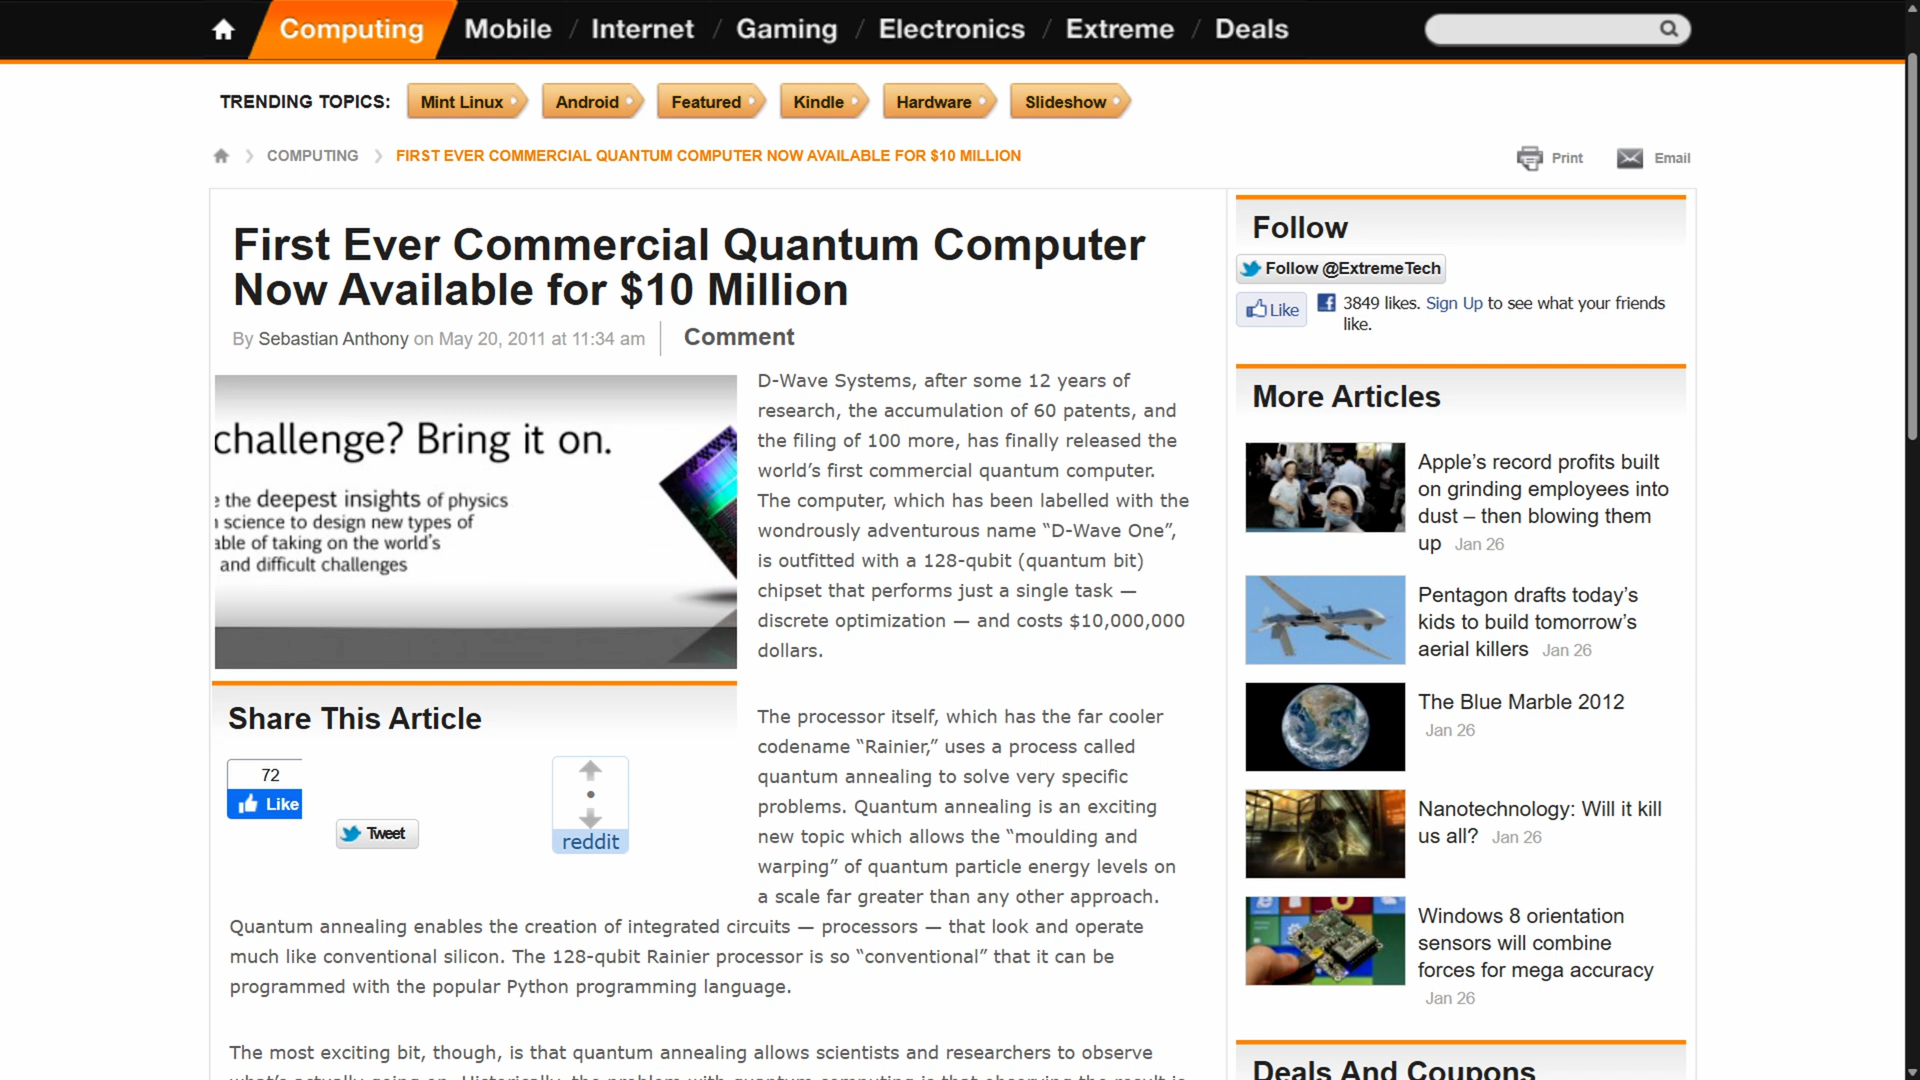 Computing Mobile / Internet / Gaming / Electronics / Extreme / Deals
TRENDING TOPICS: Mint Linux Android Featured Kindle Hardware Slideshow
COMPUTING FIRST EVER COMMERCIAL QUANTUM COMPUTER NOW AVAILABLE FOR $10 MILLION
Print Email
First Ever Commercial Quantum Computer
Now Available for $10 Million
By Sebastian Anthony on May 20, 2011 at 11:34 am Comment
challenge? Bring it on.
the deepest insights of physics
science to design new types of
able of taking on the world's
and difficult challenges
D-Wave Systems, after some 12 years of
research, the accumulation of 60 patents, and
the filing of 100 more, has finally released the
world’s first commercial quantum computer.
The computer, which has been labelled with the
wondrously adventurous name “D-Wave One”,
is outfitted with a 128-qubit (quantum bit)
chipset that performs just a single task —
discrete optimization — and costs $10,000,000
dollars.
Share This Article
72
Like
Tweet
reddit
The processor itself, which has the far cooler
codename “Rainier,” uses a process called
quantum annealing to solve very specific
problems. Quantum annealing is an exciting
new topic which allows the “moulding and
warping” of quantum particle energy levels on
a scale far greater than any other approach.
Quantum annealing enables the creation of integrated circuits — processors — that look and operate
much like conventional silicon. The 128-qubit Rainier processor is so “conventional” that it can be
programmed with the popular Python programming language.
The most exciting bit, though, is that quantum annealing allows scientists and researchers to observe
what’s actually going on. Historically, the problem with quantum computing is that observing the result is
Follow
Follow @ExtremeTech
Like 3849 likes. Sign Up to see what your friends
like.
More Articles
Apple’s record profits built
on grinding employees into
dust – then blowing them
up Jan 26
Pentagon drafts today’s
kids to build tomorrow’s
aerial killers Jan 26
The Blue Marble 2012
Jan 26
Nanotechnology: Will it kill
us all? Jan 26
Windows 8 orientation
sensors will combine
forces for mega accuracy
Jan 26
Deals And Coupons